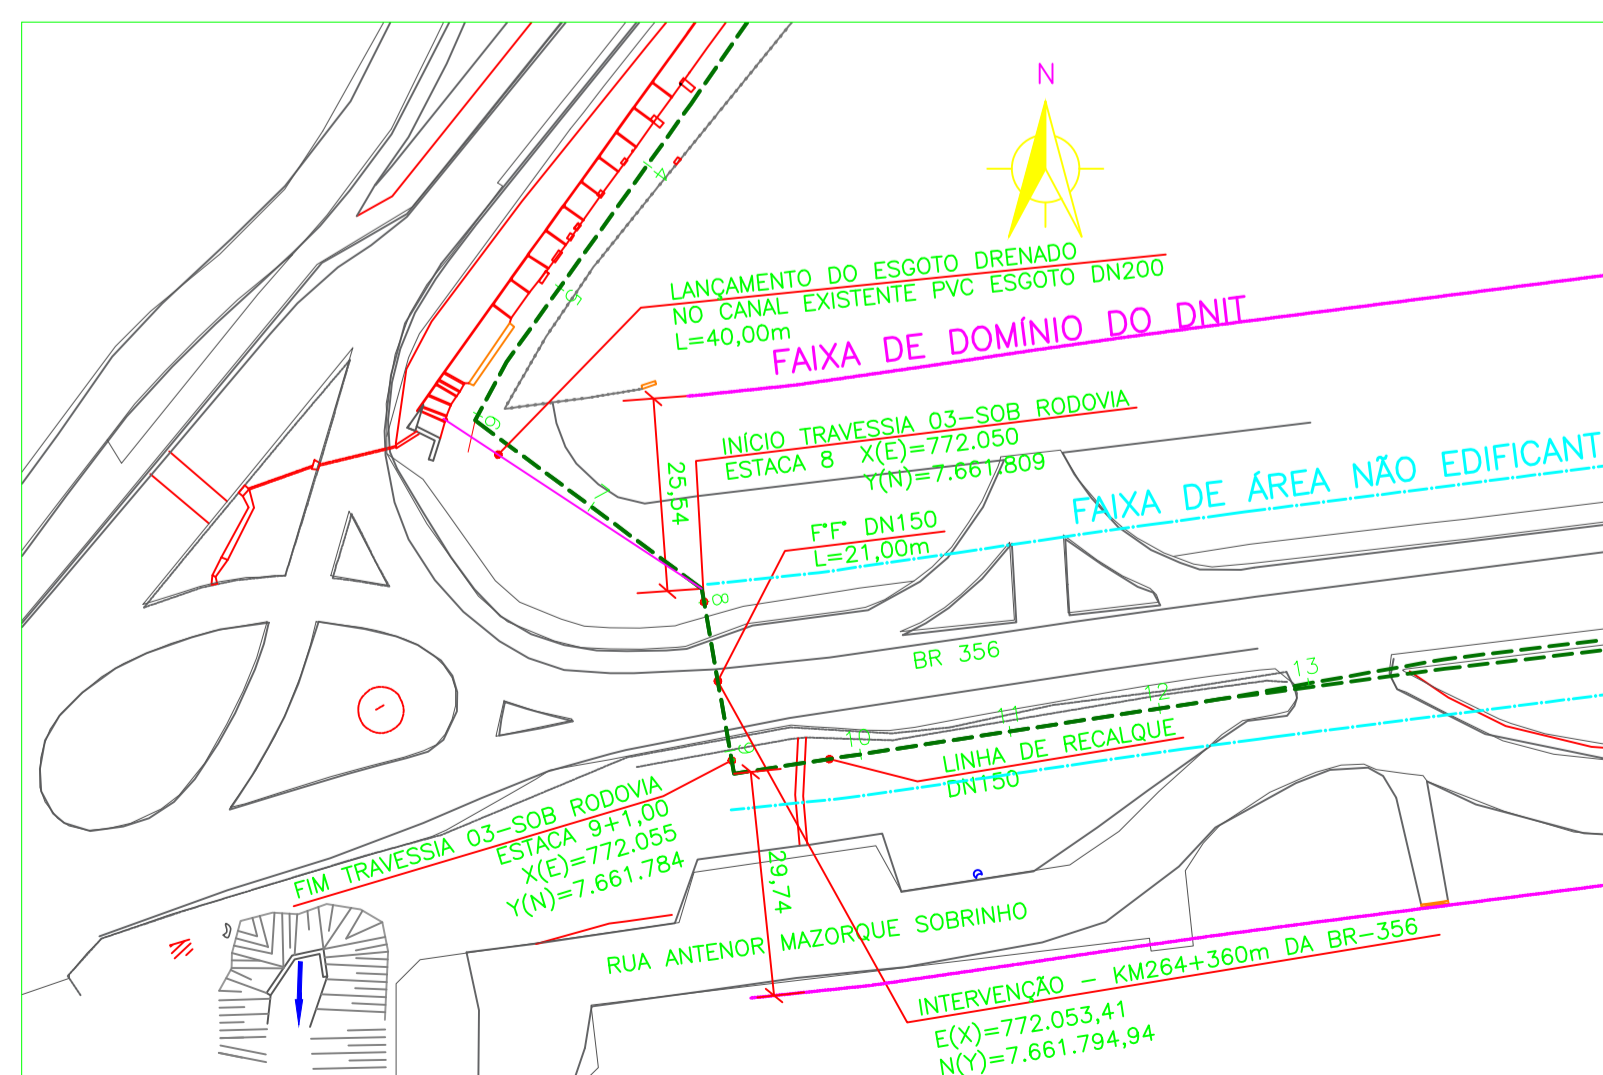 N
14
15
LANÇAMENTO DO ESGOTO DRENADO
NO CANAL EXISTENTE PVC ESGOTO DN200
L=40,00m
FAIXA DE DOMÍNIO DO DNIT
INÍCIO TRAVESSIA 03-SOB RODOVIA
ESTACA 8 X(E)=772.050
Y(N)=7.661.809
25,54
7
FAIXA DE ÁREA NÃO EDIFICANT
F°F° DN150
L=21,00m
8
BR 356
13
12
11
10
9
LINHA DE RECALQUE
DN150
FIM TRAVESSIA 03-SOB RODOVIA
ESTACA 9+1,00
X(E)=772.055
Y(N)=7.661.784
29,74
RUA ANTENOR MAZORQUE SOBRINHO
INTERVENÇÃO - KM264+360m DA BR-356
E(X)=772.053,41
N(Y)=7.661.794,94